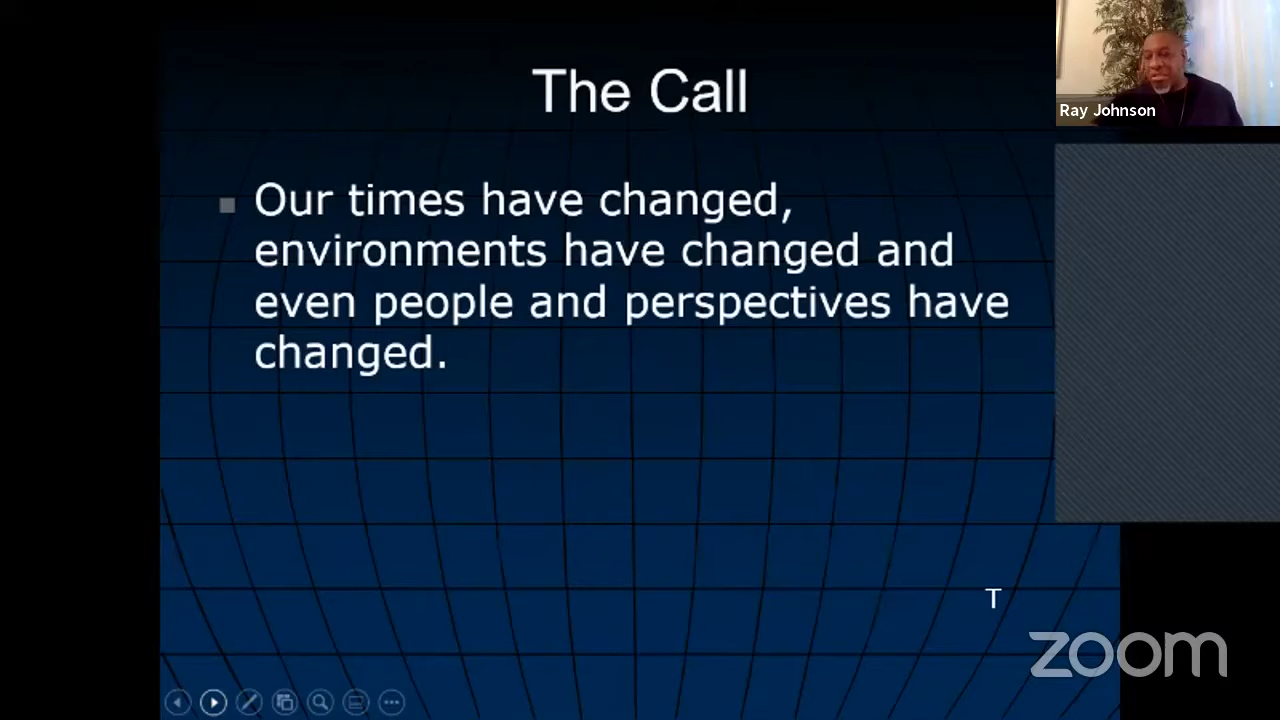 The Call
Ray Johnson
Our times have changed,
environments have changed and
even people and perspectives have
changed.
T
zoom